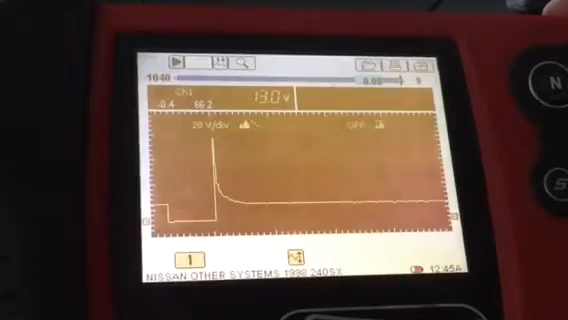 1040 0.00 9
Ch1
-0.4 66.2 13.0 v
20 V/div OFF
1
NISSAN OTHER SYSTEMS 1998 240SX 12:45A
N
S